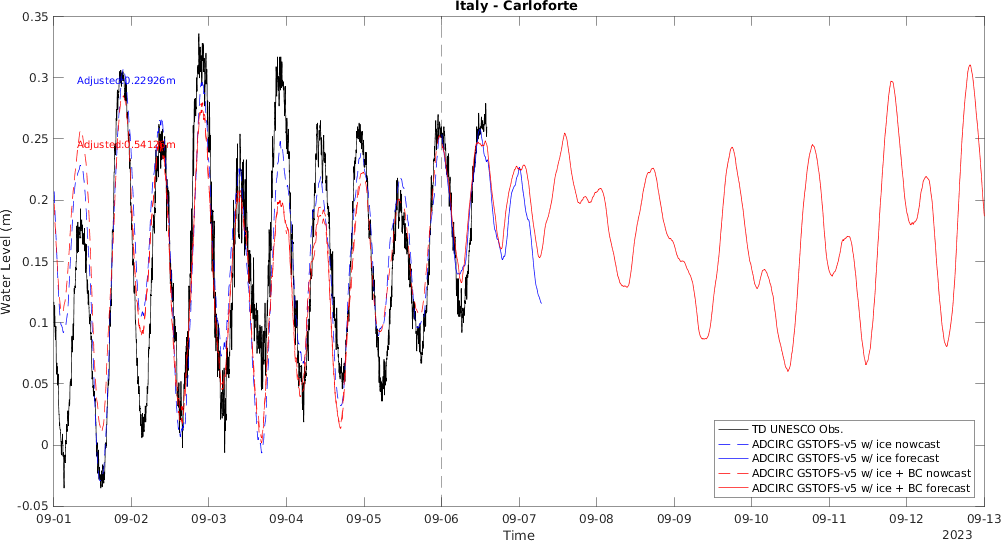 Italy - Carloforte
0.35
0.3
0.25
0.2
0.15
0.1
0.05
0
-0.05
Water Level (m)
Adjusted:0.22926m
TD UNESCO Obs.
ADCIRC GSTOFS-v5 w/ ice nowcast
ADCIRC GSTOFS-v5 w/ ice forecast
ADCIRC GSTOFS-v5 w/ ice + BC nowcast
ADCIRC GSTOFS-v5 w/ ice + BC forecast
09-01 09-02 09-03 09-04 09-05 09-06 09-07 09-08 09-09 09-10 09-11 09-12 09-13
Time
2023